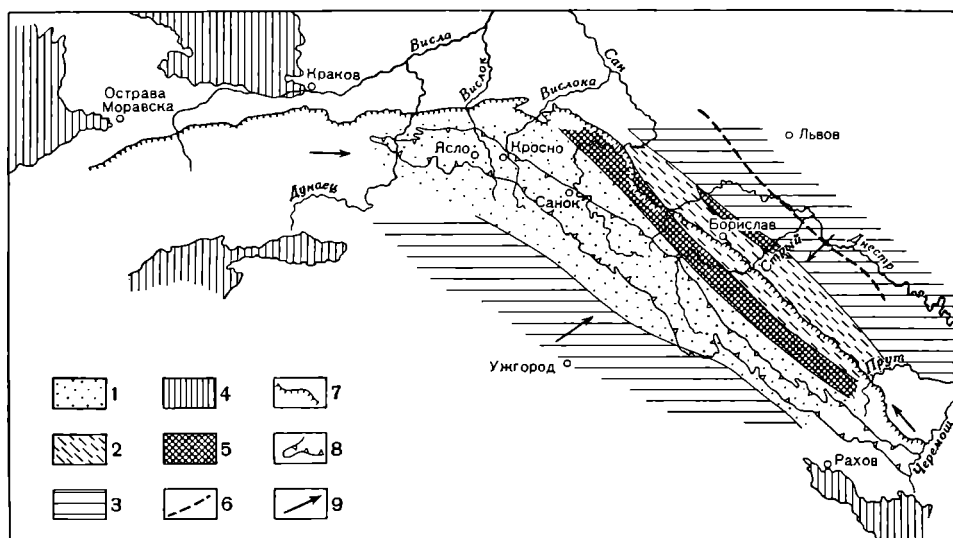 Висла
Сан
Краков
Вислок
Вислока
Острава
Моравска
Львов
Ясло
Кросно
Дунаец
Санок
Борислав
Стрый
Днестр
Ужгород
Прут
Черемош
Рахов
1 4 7
2 5 8
3 6 9